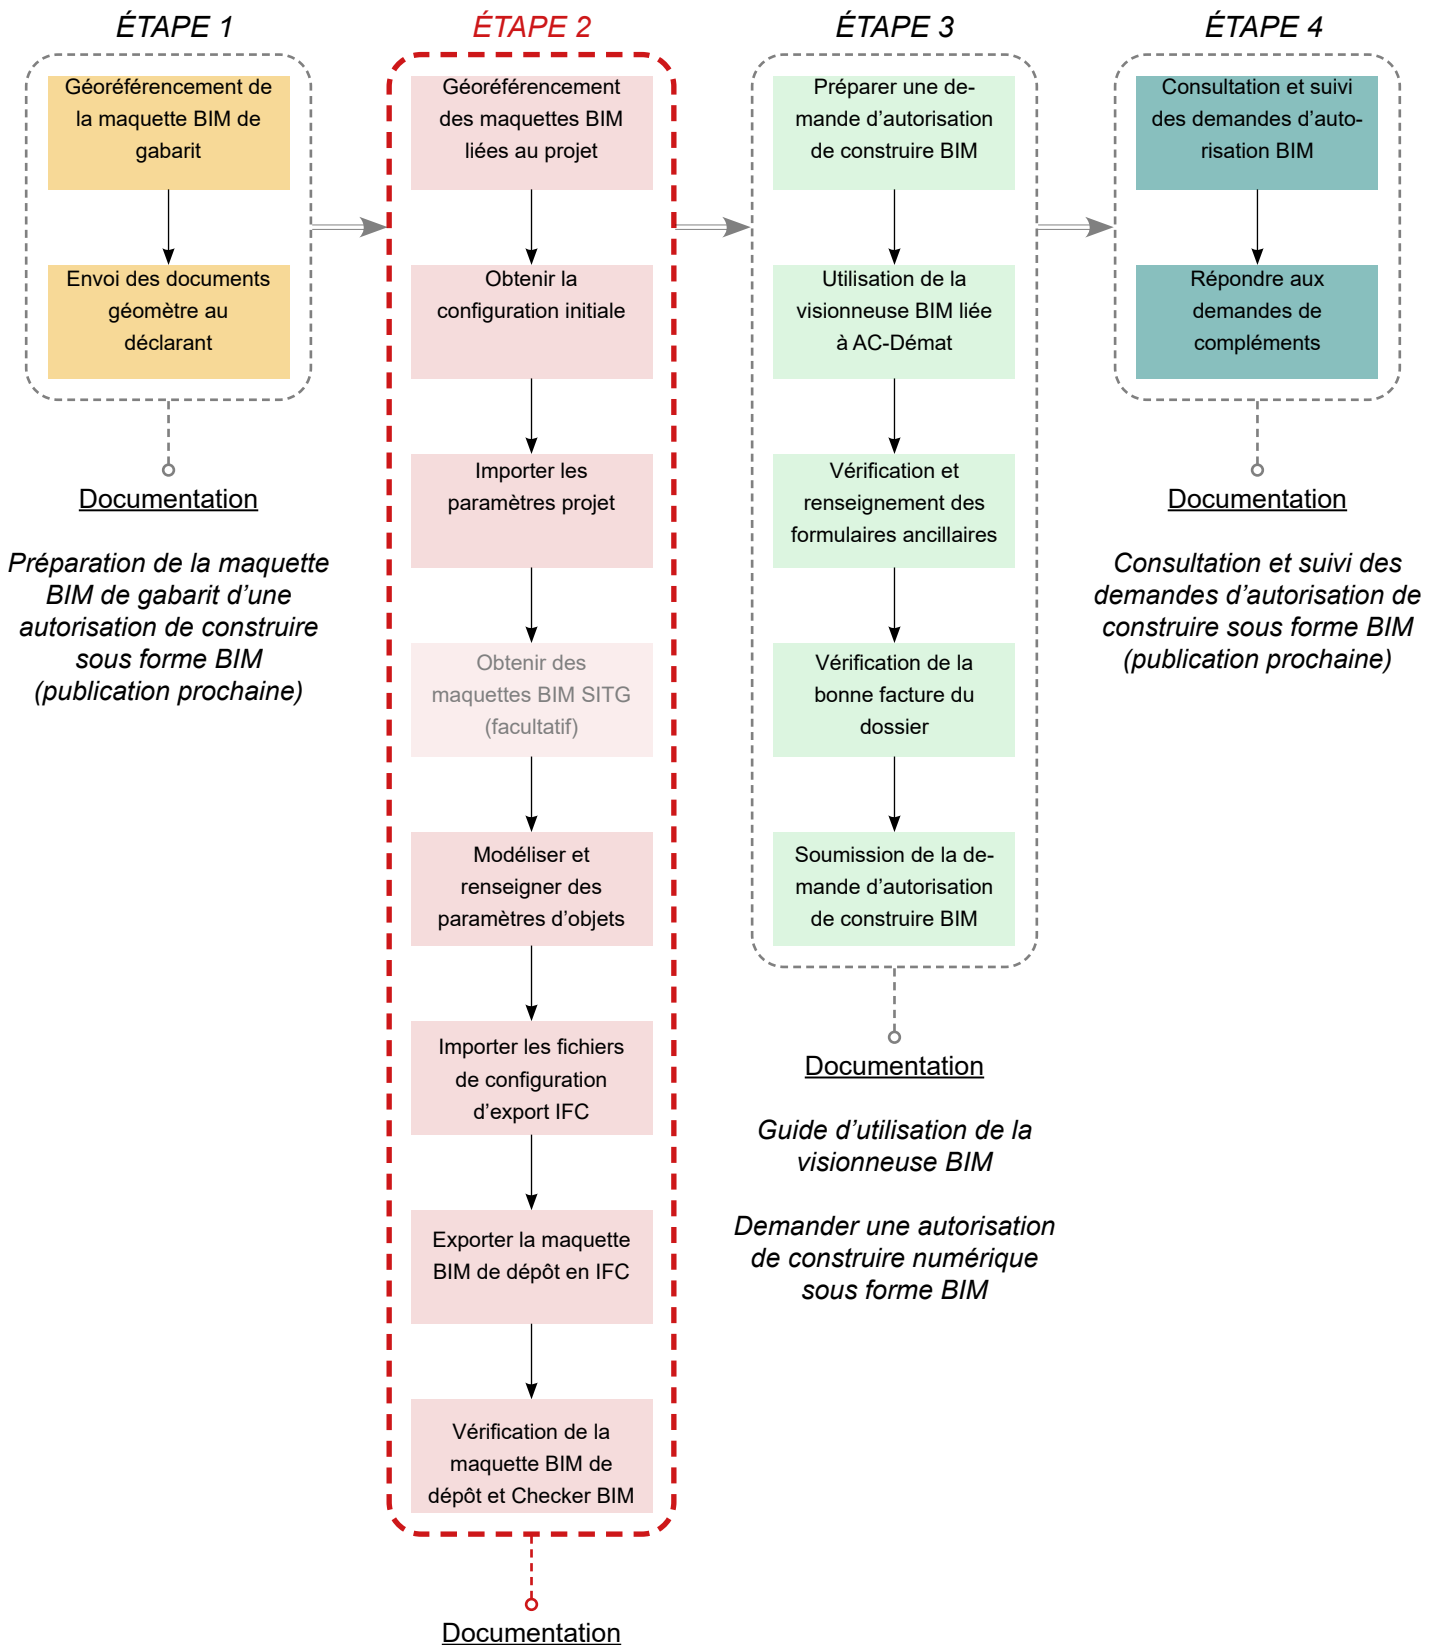 ÉTAPE 1
Géoréférencement de
la maquette BIM de
gabarit
Envoi des documents
géomètre au
déclarant
Documentation
Préparation de la maquette
BIM de gabarit d'une
autorisation de construire
sous forme BIM
(publication prochaine)
ÉTAPE 2
Géoréférencement
des maquettes BIM
liées au projet
Obtenir la
configuration initiale
Importer les
paramètres projet
Obtenir des
maquettes BIM SITG
(facultatif)
Modéliser et
renseigner des
paramètres d'objets
Importer les fichiers
de configuration
d'export IFC
Exporter la maquette
BIM de dépôt en IFC
Vérification de la
maquette BIM de
dépôt et Checker BIM
Documentation
ÉTAPE 3
Préparer une de-
mande d'autorisation
de construire BIM
Utilisation de la
visionneuse BIM liée
à AC-Démat
Vérification et
renseignement des
formulaires ancillaires
Vérification de la
bonne facture du
dossier
Soumission de la de-
mande d'autorisation
de construire BIM
Documentation
Guide d'utilisation de la
visionneuse BIM
Demander une autorisation
de construire numérique
sous forme BIM
ÉTAPE 4
Consultation et suivi
des demandes d'auto-
risation BIM
Répondre aux
demandes de
compléments
Documentation
Consultation et suivi des
demandes d'autorisation de
construire sous forme BIM
(publication prochaine)